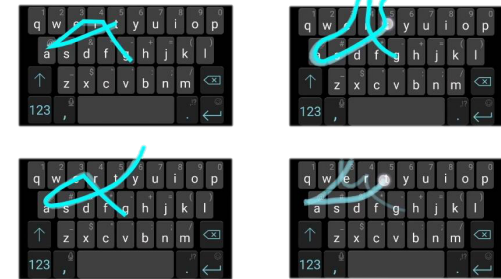 q w e r t y u i o p
a s d f g h j k l
z x c v b n m
123 , .
q w e y u i o p
a s d f g h j k l
z x c v b n m
123 , .
q w e r t y u i o p
a s d f g h j k l
z x c v b n m
123 , .
q w e r t y u i o p
a s d f g h j k l
z x c v b n m
123 , .